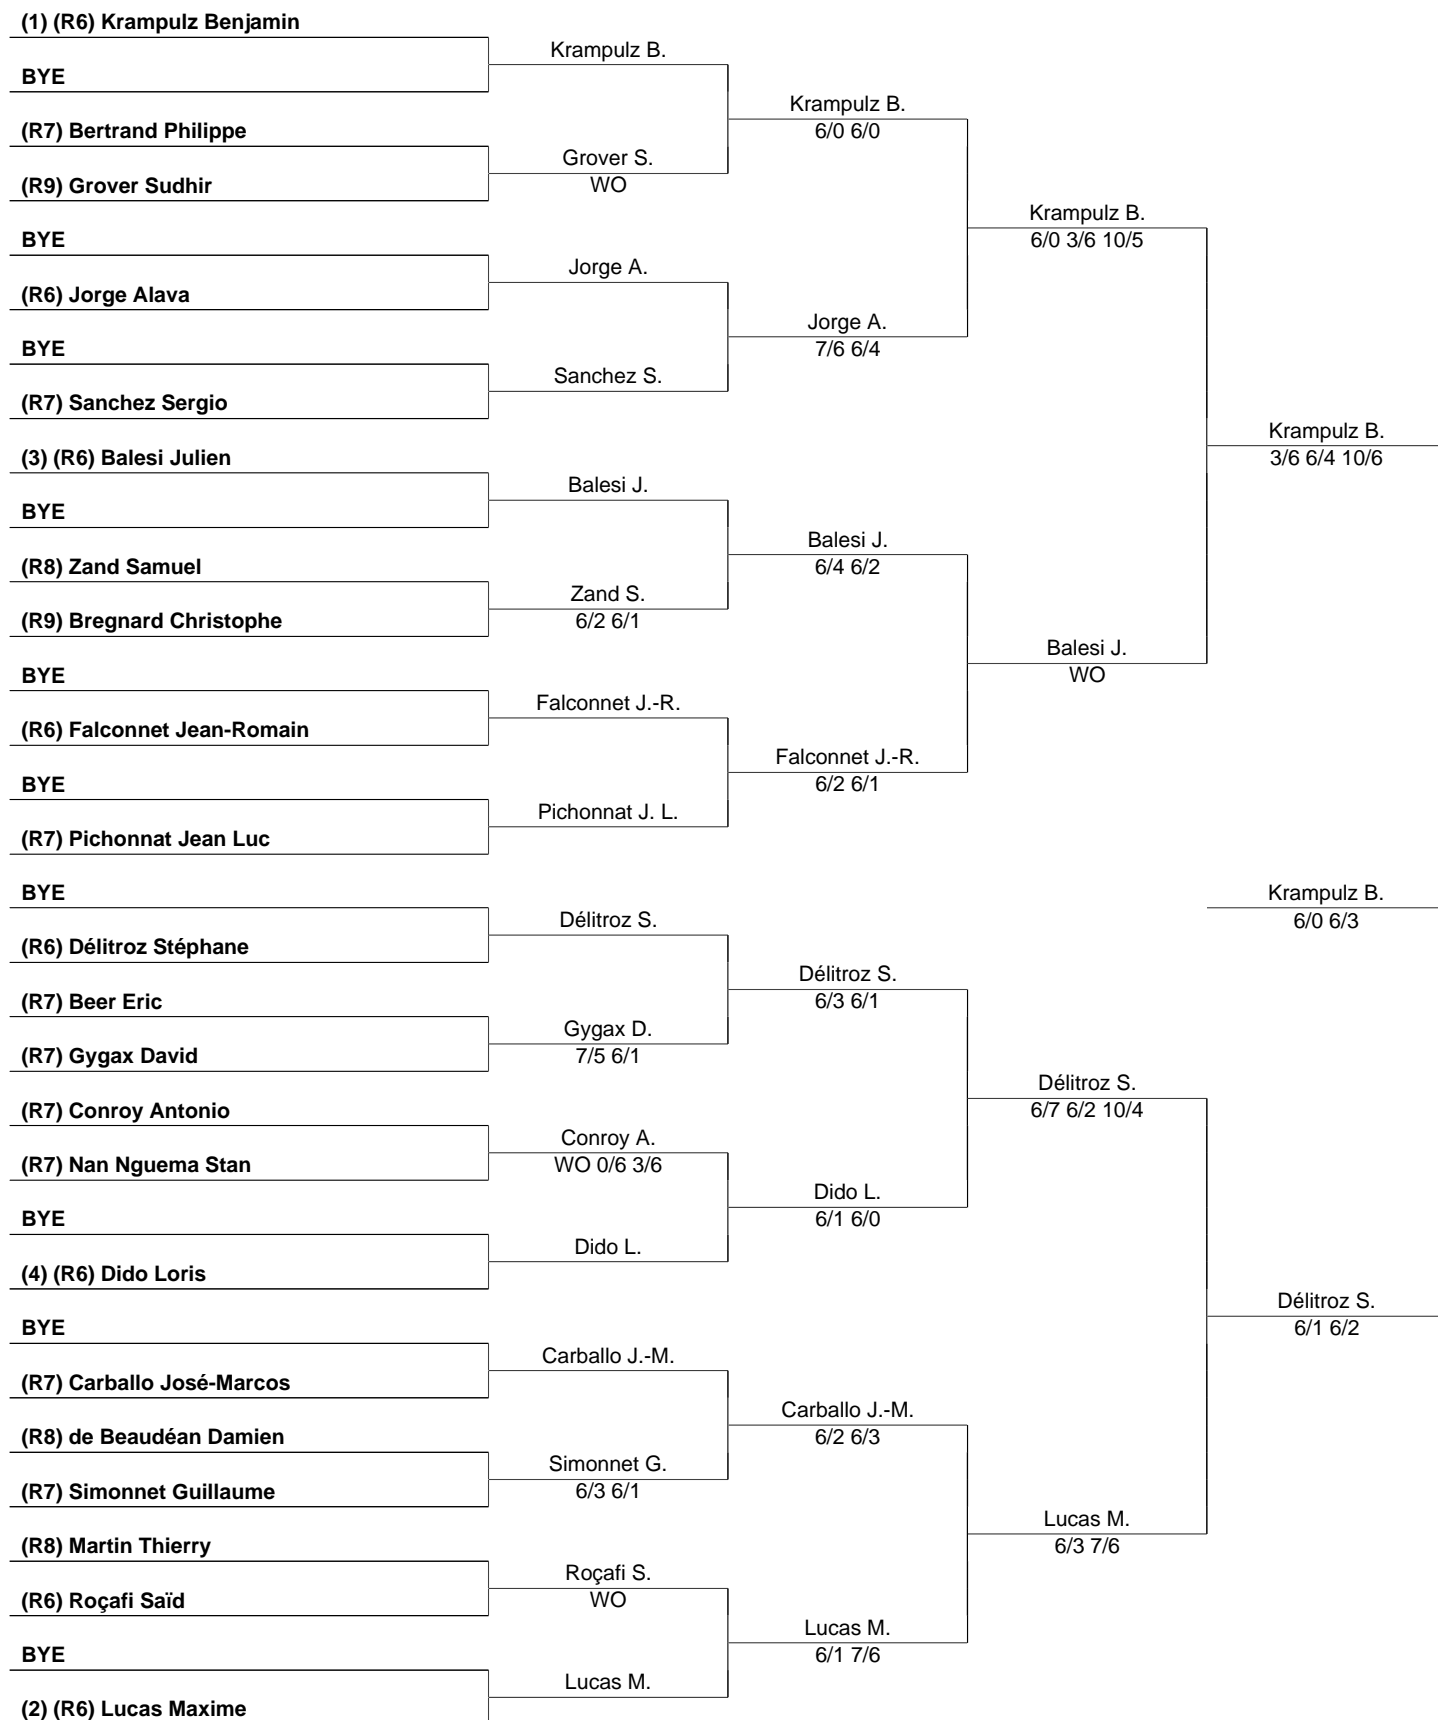 (1) (R6) Krampulz Benjamin
Krampulz B.
BYE
Krampulz B.
6/0 6/0
(R7) Bertrand Philippe
Grover S.
WO
(R9) Grover Sudhir
Krampulz B.
6/0 3/6 10/5
BYE
Jorge A.
(R6) Jorge Alava
Jorge A.
7/6 6/4
BYE
Sanchez S.
(R7) Sanchez Sergio
Krampulz B.
3/6 6/4 10/6
(3) (R6) Balesi Julien
Balesi J.
BYE
Balesi J.
6/4 6/2
(R8) Zand Samuel
Zand S.
6/2 6/1
(R9) Bregnard Christophe
Balesi J.
WO
BYE
Falconnet J.-R.
(R6) Falconnet Jean-Romain
Falconnet J.-R.
6/2 6/1
BYE
Pichonnat J. L.
(R7) Pichonnat Jean Luc
BYE
Krampulz B.
6/0 6/3
Délitroz S.
(R6) Délitroz Stéphane
Délitroz S.
6/3 6/1
(R7) Beer Eric
Gygax D.
7/5 6/1
(R7) Gygax David
Délitroz S.
6/7 6/2 10/4
(R7) Conroy Antonio
Conroy A.
WO 0/6 3/6
(R7) Nan Nguema Stan
Dido L.
6/1 6/0
BYE
Dido L.
(4) (R6) Dido Loris
Délitroz S.
6/1 6/2
BYE
Carballo J.-M.
(R7) Carballo José-Marcos
Carballo J.-M.
6/2 6/3
(R8) de Beaudéan Damien
Simonnet G.
6/3 6/1
(R7) Simonnet Guillaume
Lucas M.
6/3 7/6
(R8) Martin Thierry
Roçafi S.
WO
(R6) Roçafi Saïd
Lucas M.
6/1 7/6
BYE
Lucas M.
(2) (R6) Lucas Maxime